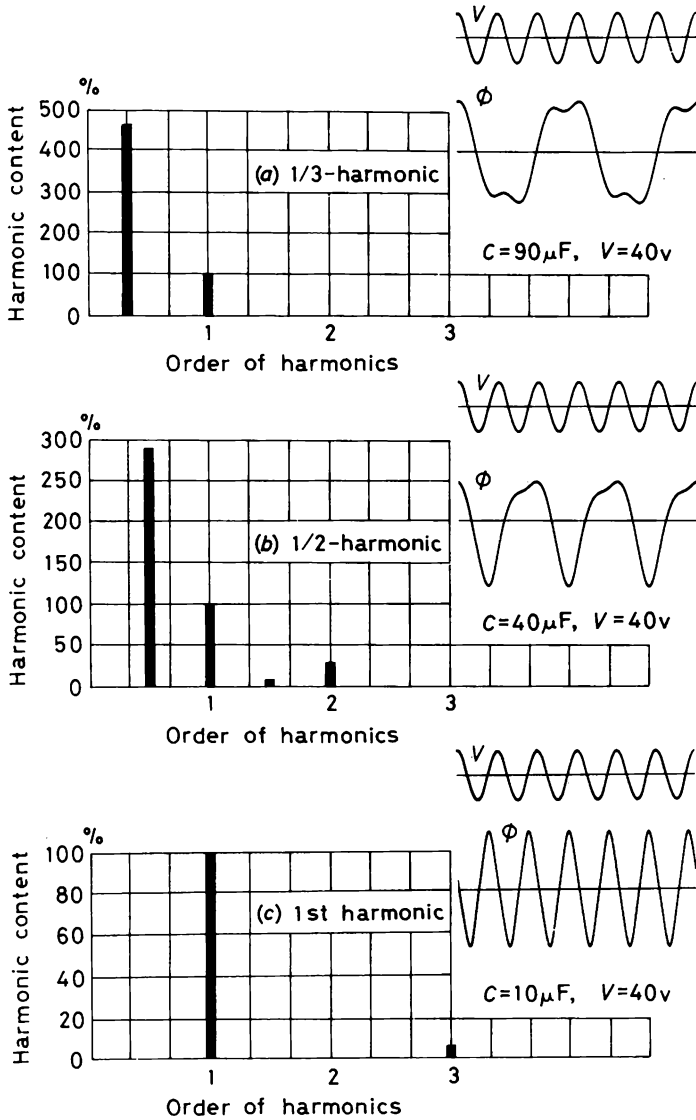 V
%
500
400
300
200
100
0
Harmonic content
(a) 1/3-harmonic
ϕ
C=90μF, V=40v
1 2 3
Order of harmonics
V
%
300
250
200
150
100
50
0
Harmonic content
(b) 1/2-harmonic
ϕ
C=40μF, V=40v
1 2 3
Order of harmonics
V
%
100
80
60
40
20
0
Harmonic content
(c) 1st harmonic
ϕ
C=10μF, V=40v
1 2 3
Order of harmonics